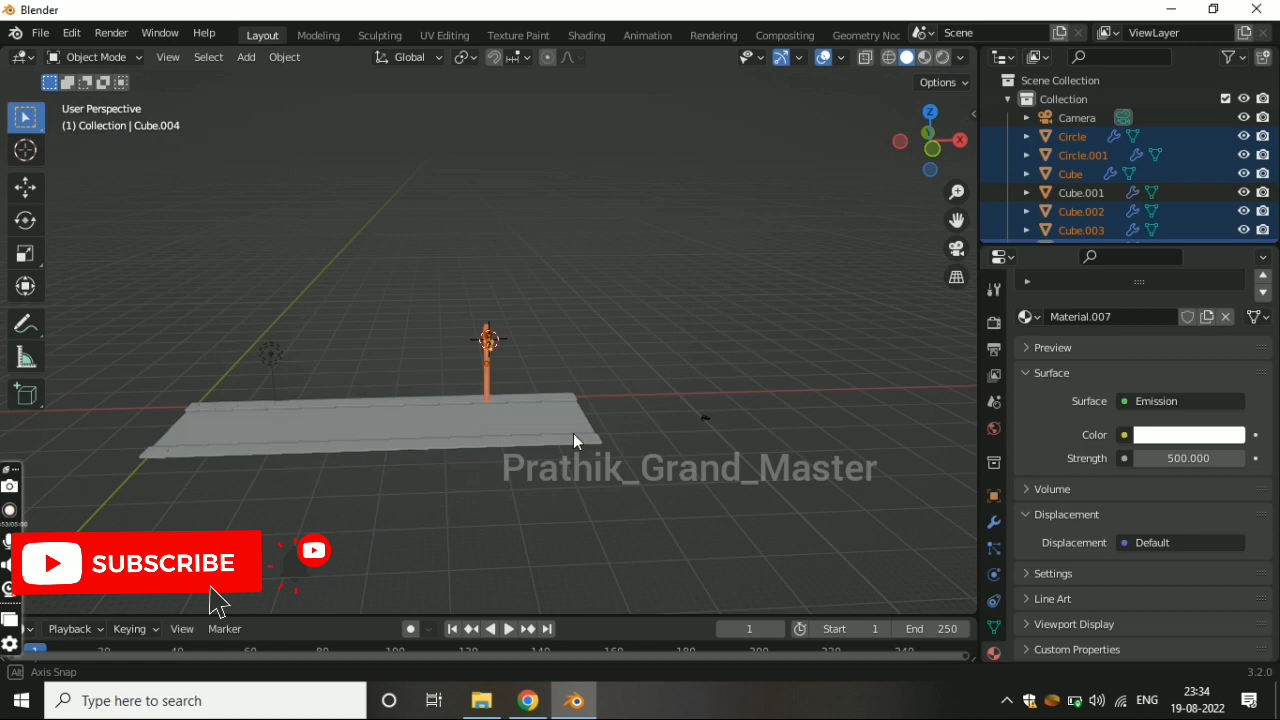 Blender
File Edit Render Window Help
Layout Modeling Sculpting UV Editing Texture Paint Shading Animation Rendering Compositing Geometry Noc
Scene
ViewLayer
Object Mode View Select Add Object
Global
Options
User Perspective
(1) Collection | Cube.004
Z
X
Scene Collection
Collection
Camera
Circle
Circle.001
Cube
Cube.001
Cube.002
Cube.003
Material.007
Preview
Surface
Surface Emission
Color
Strength 500.000
Volume
Displacement
Displacement Default
Settings
Line Art
Viewport Display
Custom Properties
Prathik_Grand_Master
SUBSCRIBE
Playback Keying View Marker
1
Start 1
End 250
1 20 40 60 80 100 120 140 160 180 200 220 240
Alt Axis Snap
3.2.0
Type here to search
ENG
23:34
19-08-2022